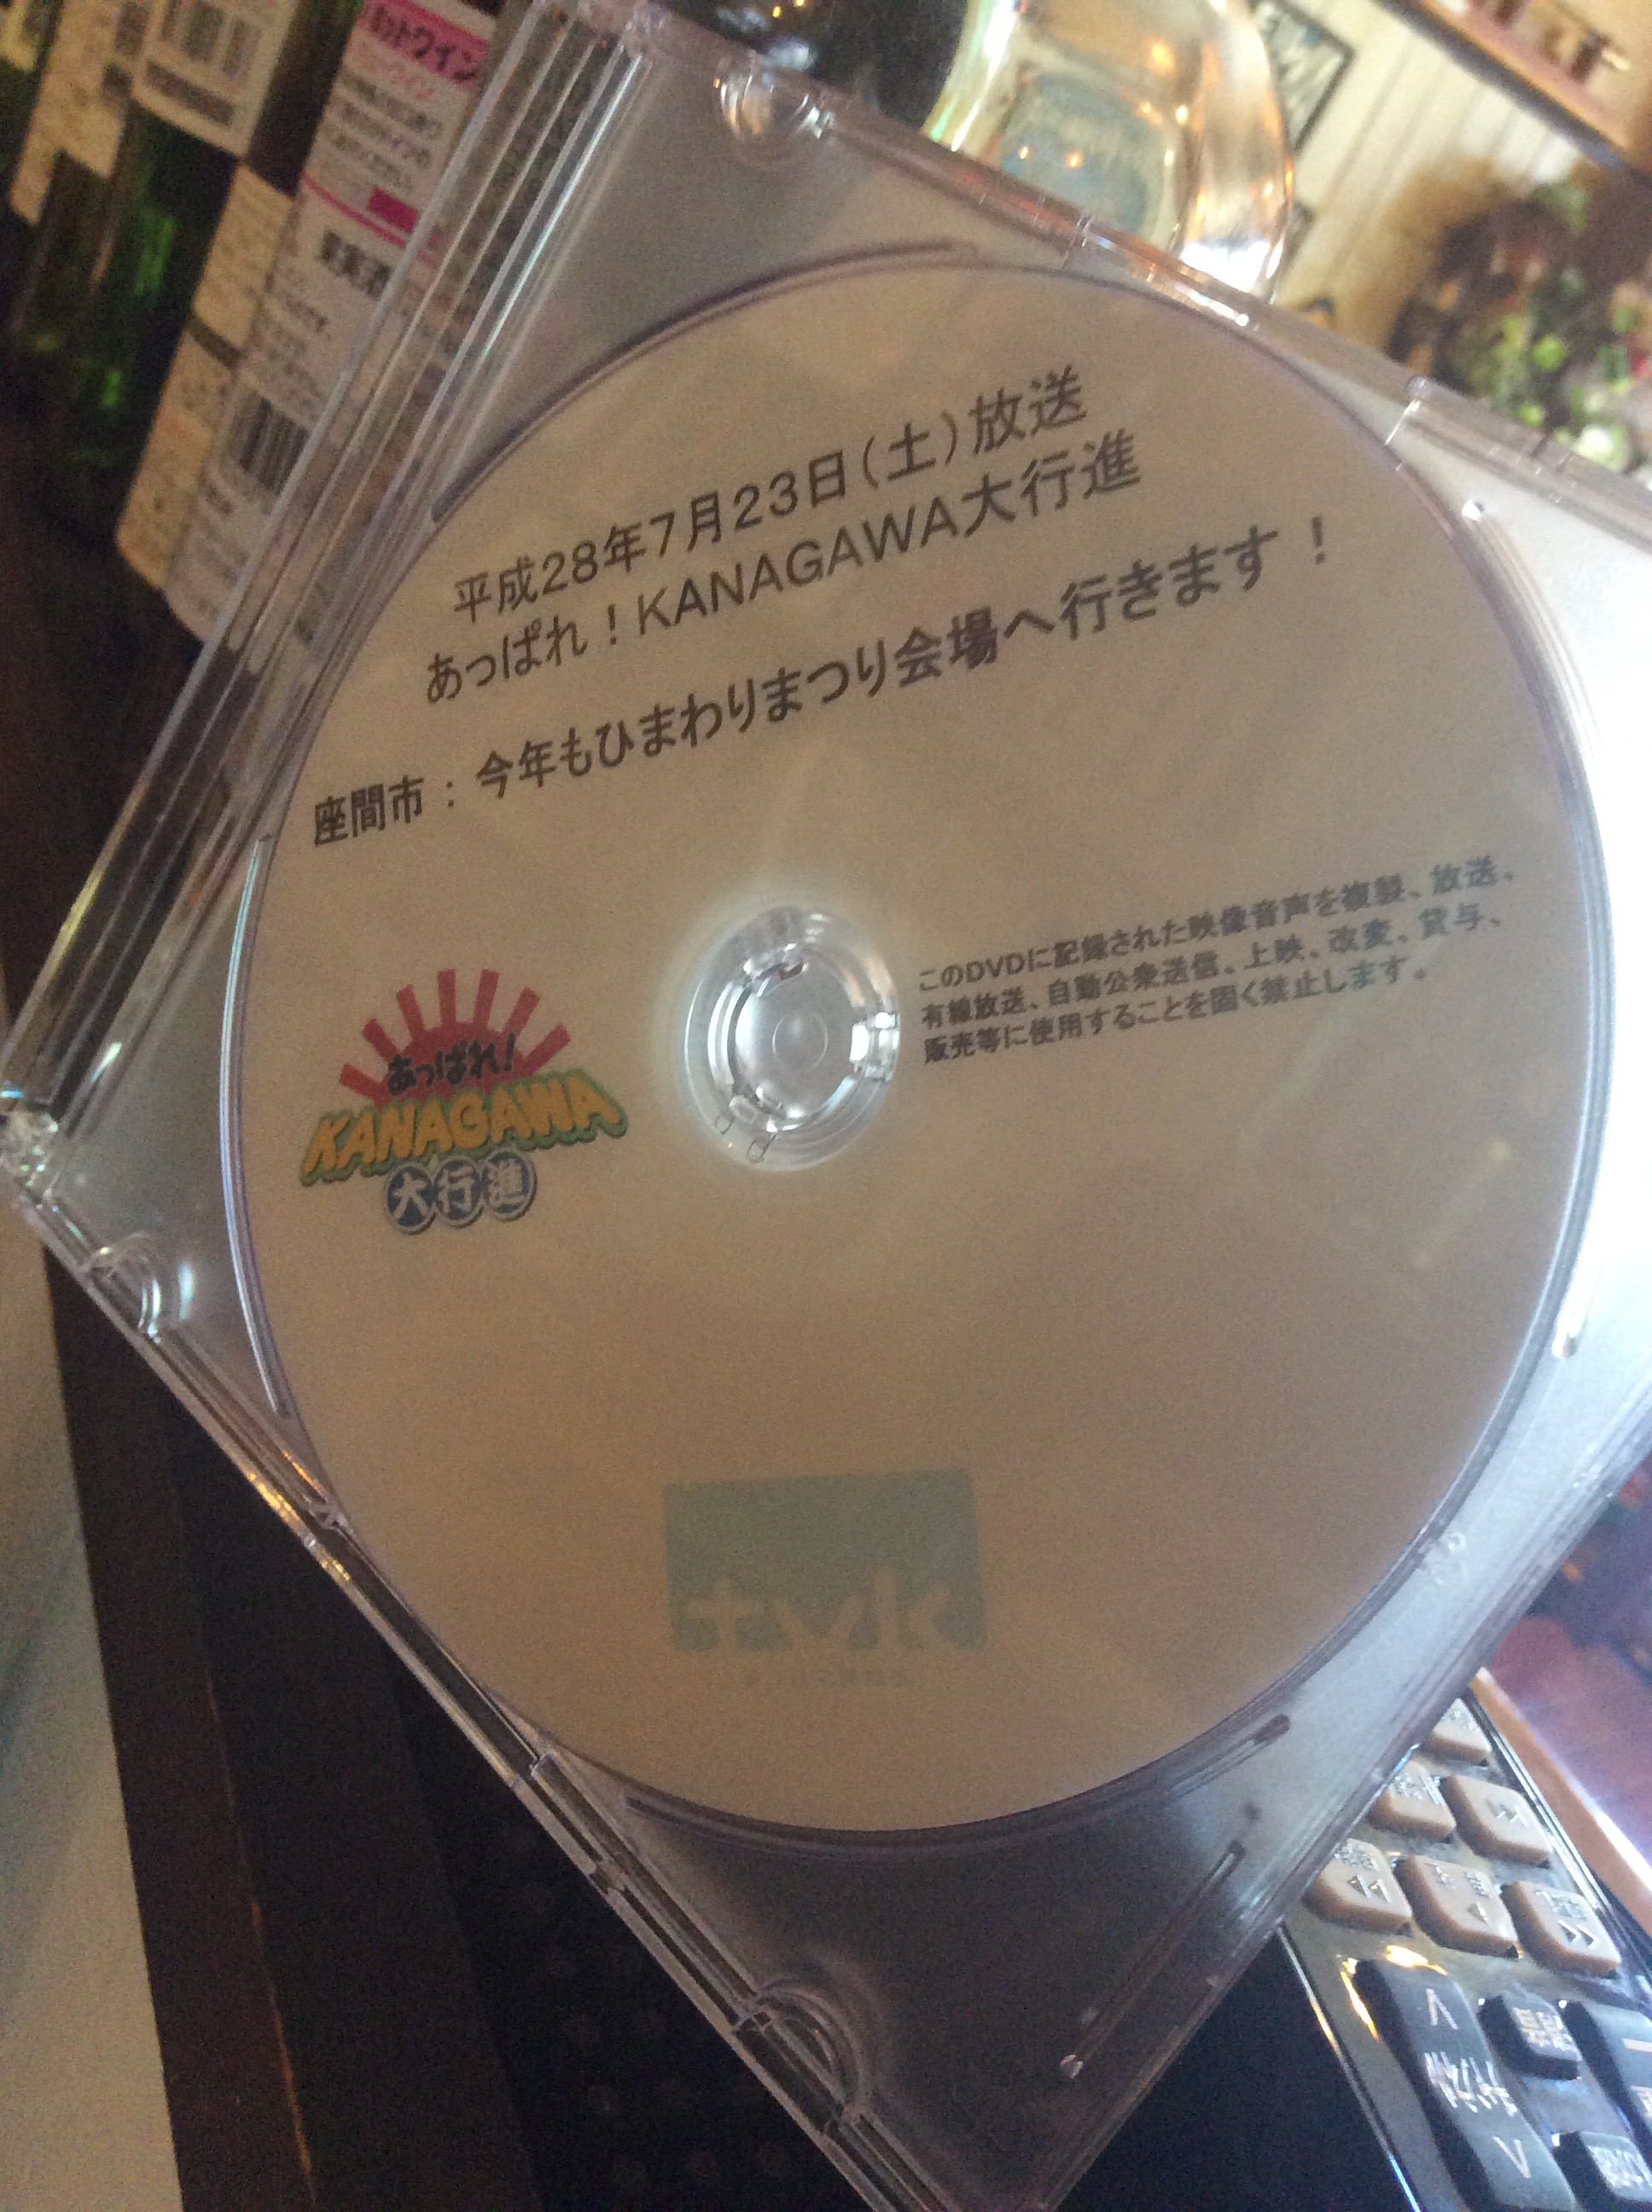 平成28年7月23日（土）放送
あっぱれ！KANAGAWA大行進
座間市：今年もひまわりまつり会場へ行きます！
このDVDに記録された映像音声を複製、放送、
有線放送、自動公衆送信、上映、改変、貸与、
販売等に使用することを固く禁止します。
あっぱれ!
KANAGAWA
大行進
tvk
果実酒